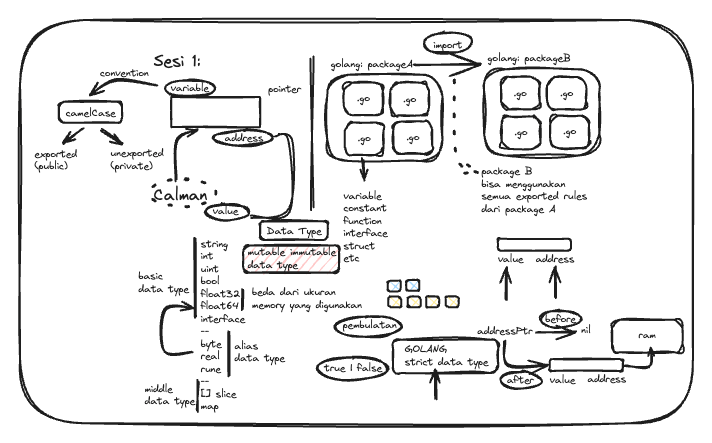 Sesi 1:
convention
variable
pointer
camelCase
address
exported
(public)
unexported
(private)
Calman
value
Data Type
mutable immutable
data type
string
int
uint
bool
float32
float64
interface
--
byte
real
rune
--
[] slice
map
basic
data type
beda dari ukuran
memory yang digunakan
alias
data type
middle
data type
golang: packageA
import
golang: packageB
.go
.go
.go
.go
.go
.go
.go
.go
variable
constant
function
interface
struct
etc
package B
bisa menggunakan
semua exported rules
dari package A
value address
pembulatan
true | false
GOLANG
strict data type
addressPtr
before
nil
ram
after
value address